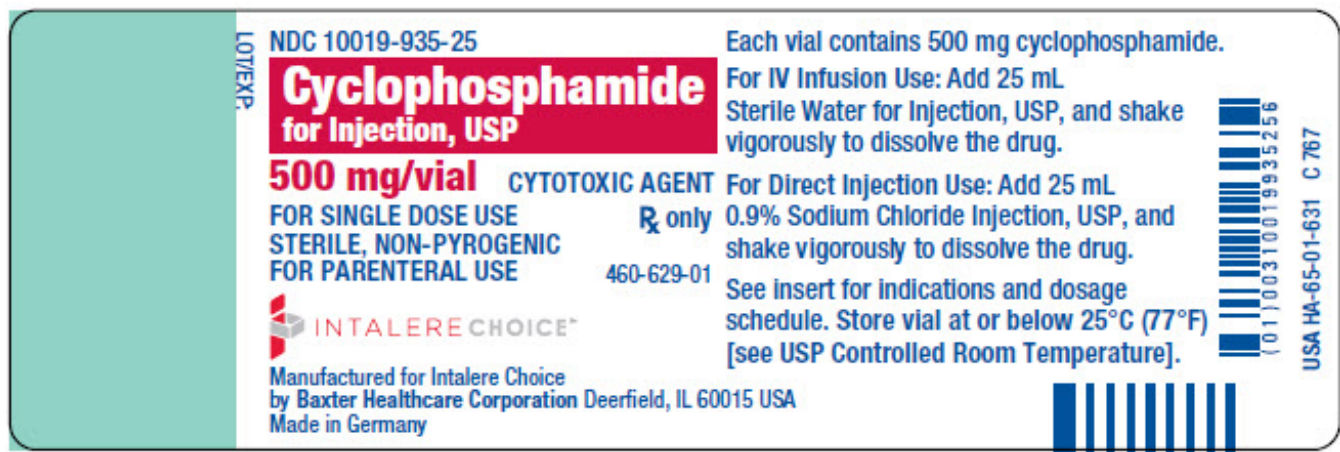 LOT/EXP.
NDC 10019-935-25
Cyclophosphamide
for Injection, USP
500 mg/vial CYTOTOXIC AGENT
FOR SINGLE DOSE USE ℞ only
STERILE, NON-PYROGENIC
FOR PARENTERAL USE 460-629-01
INTALERE CHOICE™
Manufactured for Intalere Choice
by Baxter Healthcare Corporation Deerfield, IL 60015 USA
Made in Germany
Each vial contains 500 mg cyclophosphamide.
For IV Infusion Use: Add 25 mL
Sterile Water for Injection, USP, and shake
vigorously to dissolve the drug.
For Direct Injection Use: Add 25 mL
0.9% Sodium Chloride Injection, USP, and
shake vigorously to dissolve the drug.
See insert for indications and dosage
schedule. Store vial at or below 25°C (77°F)
[see USP Controlled Room Temperature].
(01)00310019935256
USA HA-65-01-631 C 767